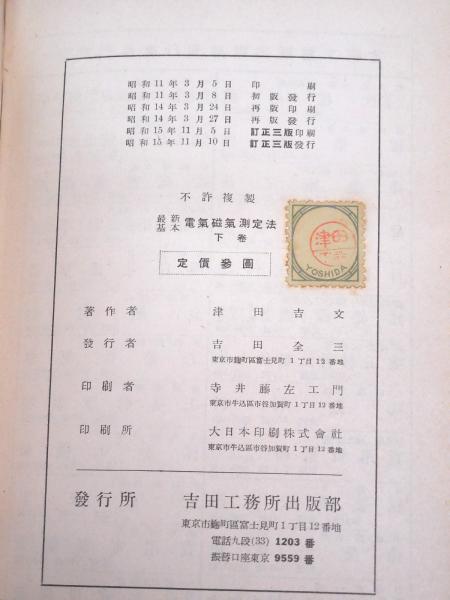 昭和11年3月5日 印刷
昭和11年3月8日 初版發行
昭和14年3月24日 再版印刷
昭和14年3月27日 再版發行
昭和15年11月5日 訂正三版印刷
昭和15年11月10日 訂正三版發行
不許複製
最新基本 電氣磁氣測定法
下卷
定價參圓
津田
YOSHIDA
著作者 津田吉文
發行者 吉田全三
東京市麹町區富士見町1丁目12番地
印刷者 寺井藤左工門
東京市牛込區市谷加賀町1丁目12番地
印刷所 大日本印刷株式會社
東京市牛込區市谷加賀町1丁目12番地
發行所 吉田工務所出版部
東京市麹町區富士見町1丁目12番地
電話九段(33) 1203番
振替口座東京 9559番